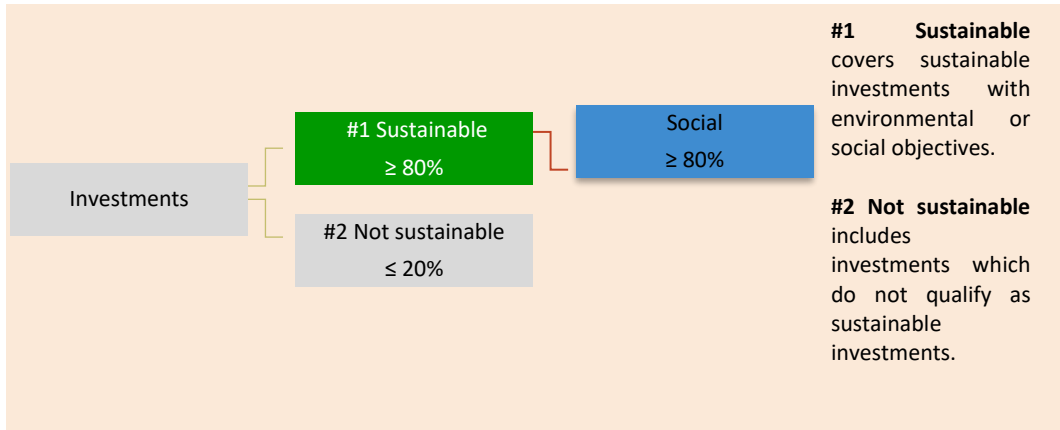 Investments
#1 Sustainable
≥ 80%
#2 Not sustainable
≤ 20%
Social
≥ 80%
#1 Sustainable
covers sustainable
investments with
environmental or
social objectives.
#2 Not sustainable
includes
investments which
do not qualify as
sustainable
investments.